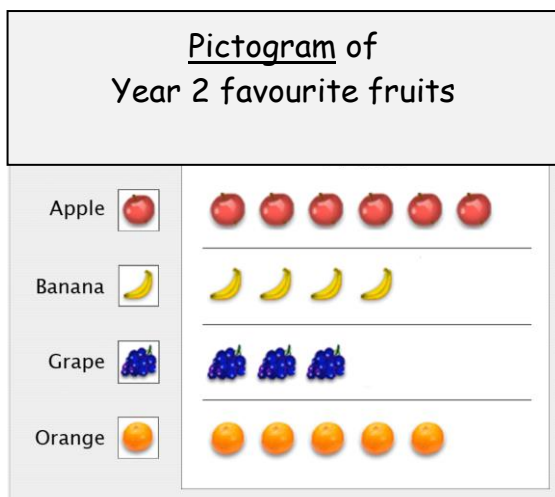 Pictogram of
Year 2 favourite fruits
Apple
Banana
Grape
Orange